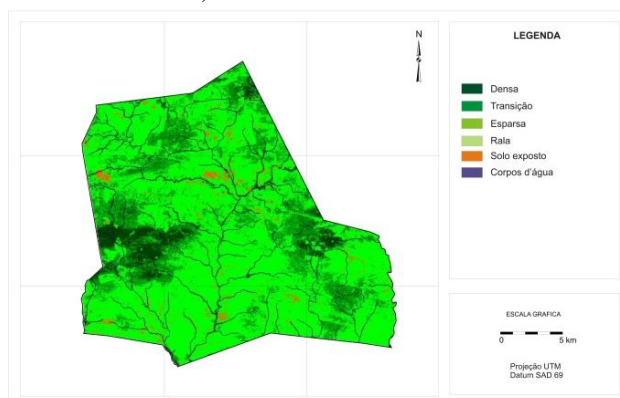 N
LEGENDA
Densa
Transição
Esparsa
Rala
Solo exposto
Corpos d'água
ESCALA GRAFICA
0 5 km
Projeção UTM
Datum SAD 69